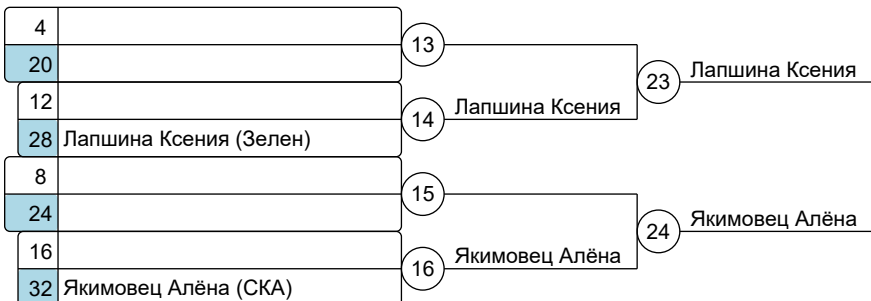 4
13
20
23 Лапшина Ксения
12
14 Лапшина Ксения
28 Лапшина Ксения (Зелен)
8
15
24
24 Якимовец Алёна
16
16 Якимовец Алёна
32 Якимовец Алёна (СКА)